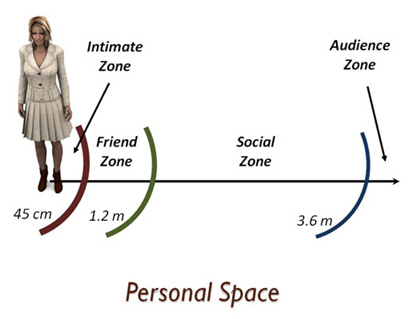 Intimate
Zone
Audience
Zone
Friend
Zone
Social
Zone
45 cm
1.2 m
3.6 m
Personal Space